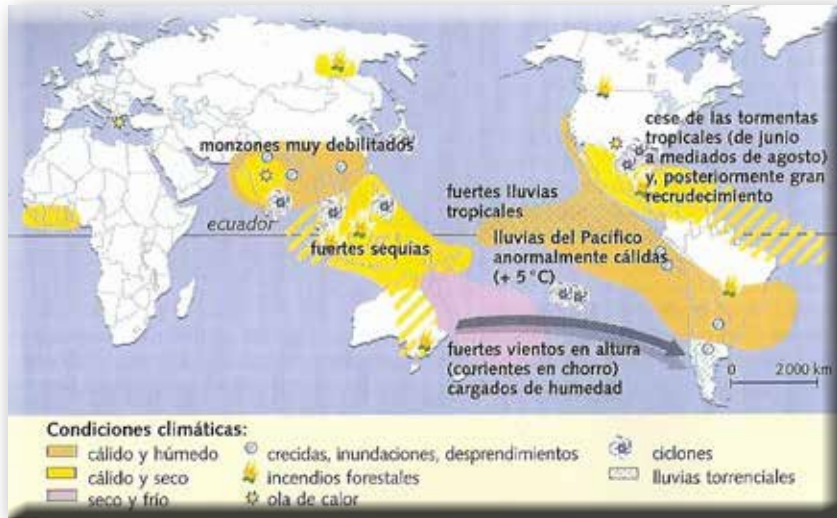 monzones muy debilitados
ecuador
fuertes sequías
fuertes lluvias
tropicales
lluvias del Pacífico
anormalmente cálidas
(+ 5 °C)
cese de las tormentas
tropicales (de junio
a mediados de agosto)
y, posteriormente gran
recrudecimiento
fuertes vientos en altura
(corrientes en chorro)
cargados de humedad
0 2000 km
Condiciones climáticas:
cálido y húmedo
cálido y seco
seco y frío
crecidas, inundaciones, desprendimientos
incendios forestales
ola de calor
ciclones
lluvias torrenciales